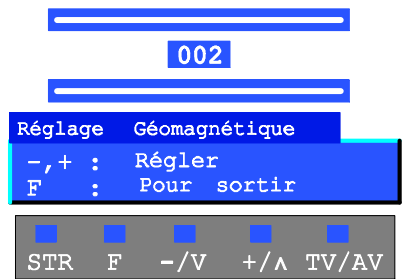 002
Réglage Géomagnétique
-,+ : Régler
F : Pour sortir
STR F -/V +/Λ TV/AV